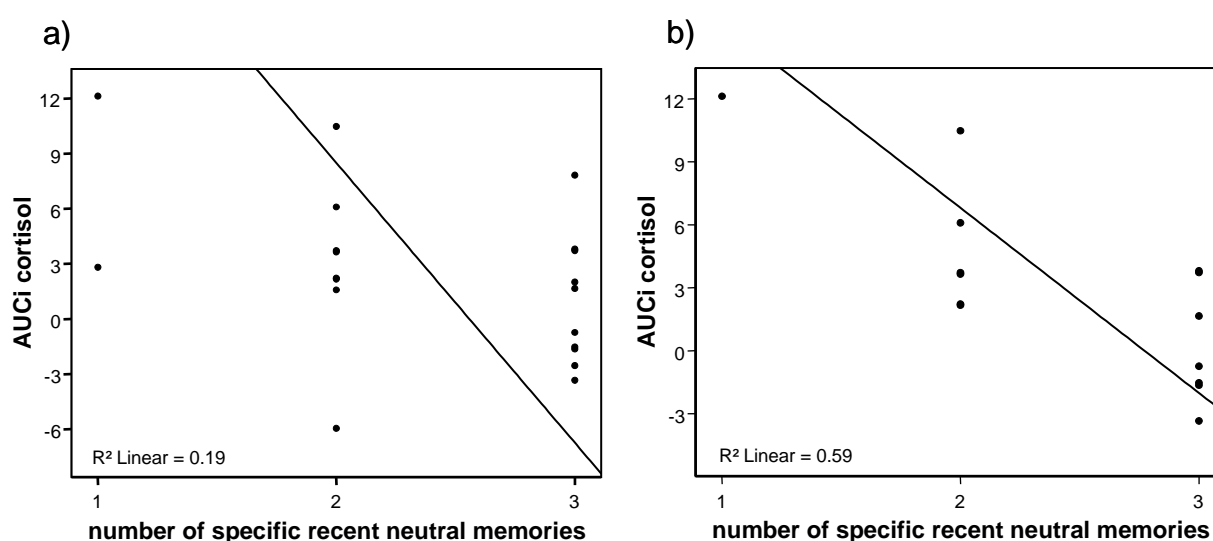 a)
12
9
6
3
0
-3
-6
AUCi cortisol
R² Linear = 0.19
1 2 3
number of specific recent neutral memories
b)
12
9
6
3
0
-3
AUCi cortisol
R² Linear = 0.59
1 2 3
number of specific recent neutral memories